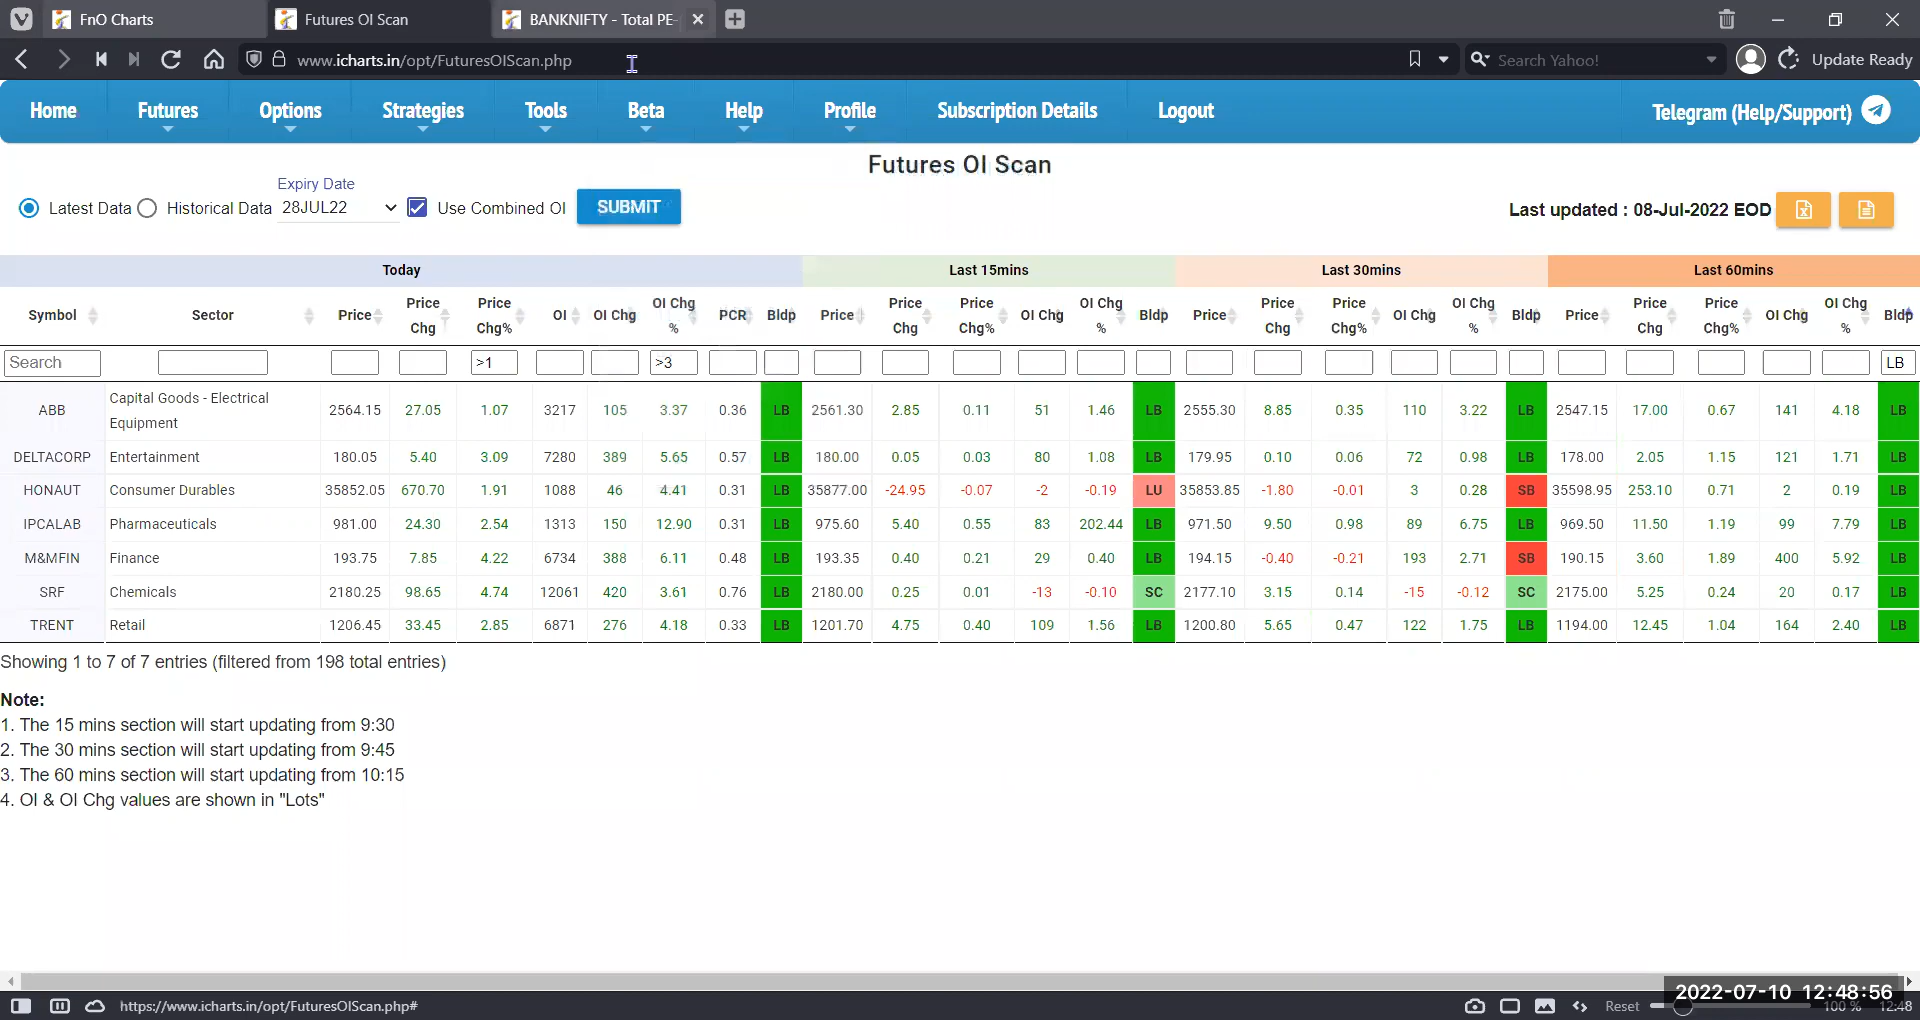 FnO Charts
Futures OI Scan
BANKNIFTY - Total PE-
www.icharts.in/opt/FuturesOIScan.php
Search Yahoo!
Update Ready
Home Futures Options Strategies Tools Beta Help Profile Subscription Details Logout Telegram (Help/Support)
Futures OI Scan
Expiry Date
Latest Data Historical Data 28JUL22 Use Combined OI SUBMIT
Last updated : 08-Jul-2022 EOD
Today Last 15mins Last 30mins Last 60mins
Symbol Sector Price Price Chg Price Chg% OI OI Chg OI Chg % PCR Bldp Price Price Chg Price Chg% OI Chg OI Chg % Bldp Price Price Chg Price Chg% OI Chg OI Chg % Bldp Price Price Chg Price Chg% OI Chg OI Chg % Bldp
Search >1 >3 LB
ABB Capital Goods - Electrical Equipment 2564.15 27.05 1.07 3217 105 3.37 0.36 LB 2561.30 2.85 0.11 51 1.46 LB 2555.30 8.85 0.35 110 3.22 LB 2547.15 17.00 0.67 141 4.18 LB
DELTACORP Entertainment 180.05 5.40 3.09 7280 389 5.65 0.57 LB 180.00 0.05 0.03 80 1.08 LB 179.95 0.10 0.06 72 0.98 LB 178.00 2.05 1.15 121 1.71 LB
HONAUT Consumer Durables 35852.05 670.70 1.91 1088 46 4.41 0.31 LB 35877.00 -24.95 -0.07 -2 -0.19 LU 35853.85 -1.80 -0.01 3 0.28 SB 35598.95 253.10 0.71 2 0.19 LB
IPCALAB Pharmaceuticals 981.00 24.30 2.54 1313 150 12.90 0.31 LB 975.60 5.40 0.55 83 202.44 LB 971.50 9.50 0.98 89 6.75 LB 969.50 11.50 1.19 99 7.79 LB
M&MFIN Finance 193.75 7.85 4.22 6734 388 6.11 0.48 LB 193.35 0.40 0.21 29 0.40 LB 194.15 -0.40 -0.21 193 2.71 SB 190.15 3.60 1.89 400 5.92 LB
SRF Chemicals 2180.25 98.65 4.74 12061 420 3.61 0.76 LB 2180.00 0.25 0.01 -13 -0.10 SC 2177.10 3.15 0.14 -15 -0.12 SC 2175.00 5.25 0.24 20 0.17 LB
TRENT Retail 1206.45 33.45 2.85 6871 276 4.18 0.33 LB 1201.70 4.75 0.40 109 1.56 LB 1200.80 5.65 0.47 122 1.75 LB 1194.00 12.45 1.04 164 2.40 LB
Showing 1 to 7 of 7 entries (filtered from 198 total entries)
Note:
1. The 15 mins section will start updating from 9:30
2. The 30 mins section will start updating from 9:45
3. The 60 mins section will start updating from 10:15
4. OI & OI Chg values are shown in "Lots"
https://www.icharts.in/opt/FuturesOIScan.php#
Reset
2022-07-10 12:48:56
100 %
12:48